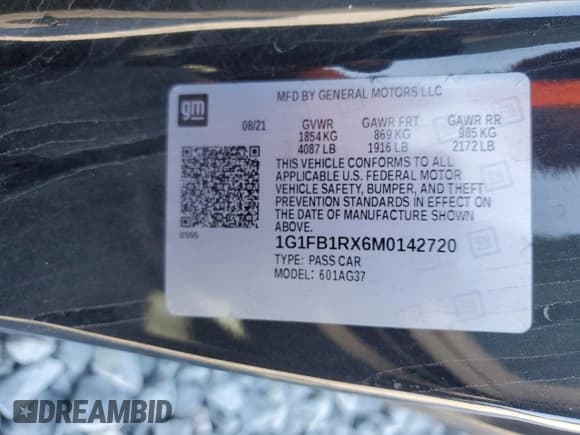 MFD BY GENERAL MOTORS LLC
gm
08/21 GVWR GAWR FRT GAWR RR
1854 KG 869 KG 985 KG
4087 LB 1916 LB 2172 LB
THIS VEHICLE CONFORMS TO ALL
APPLICABLE U.S. FEDERAL MOTOR
VEHICLE SAFETY, BUMPER, AND THEFT
PREVENTION STANDARDS IN EFFECT ON
THE DATE OF MANUFACTURE SHOWN
ABOVE.
1G1FB1RX6M0142720
TYPE: PASS CAR
MODEL: 601AG37
DREAMBID